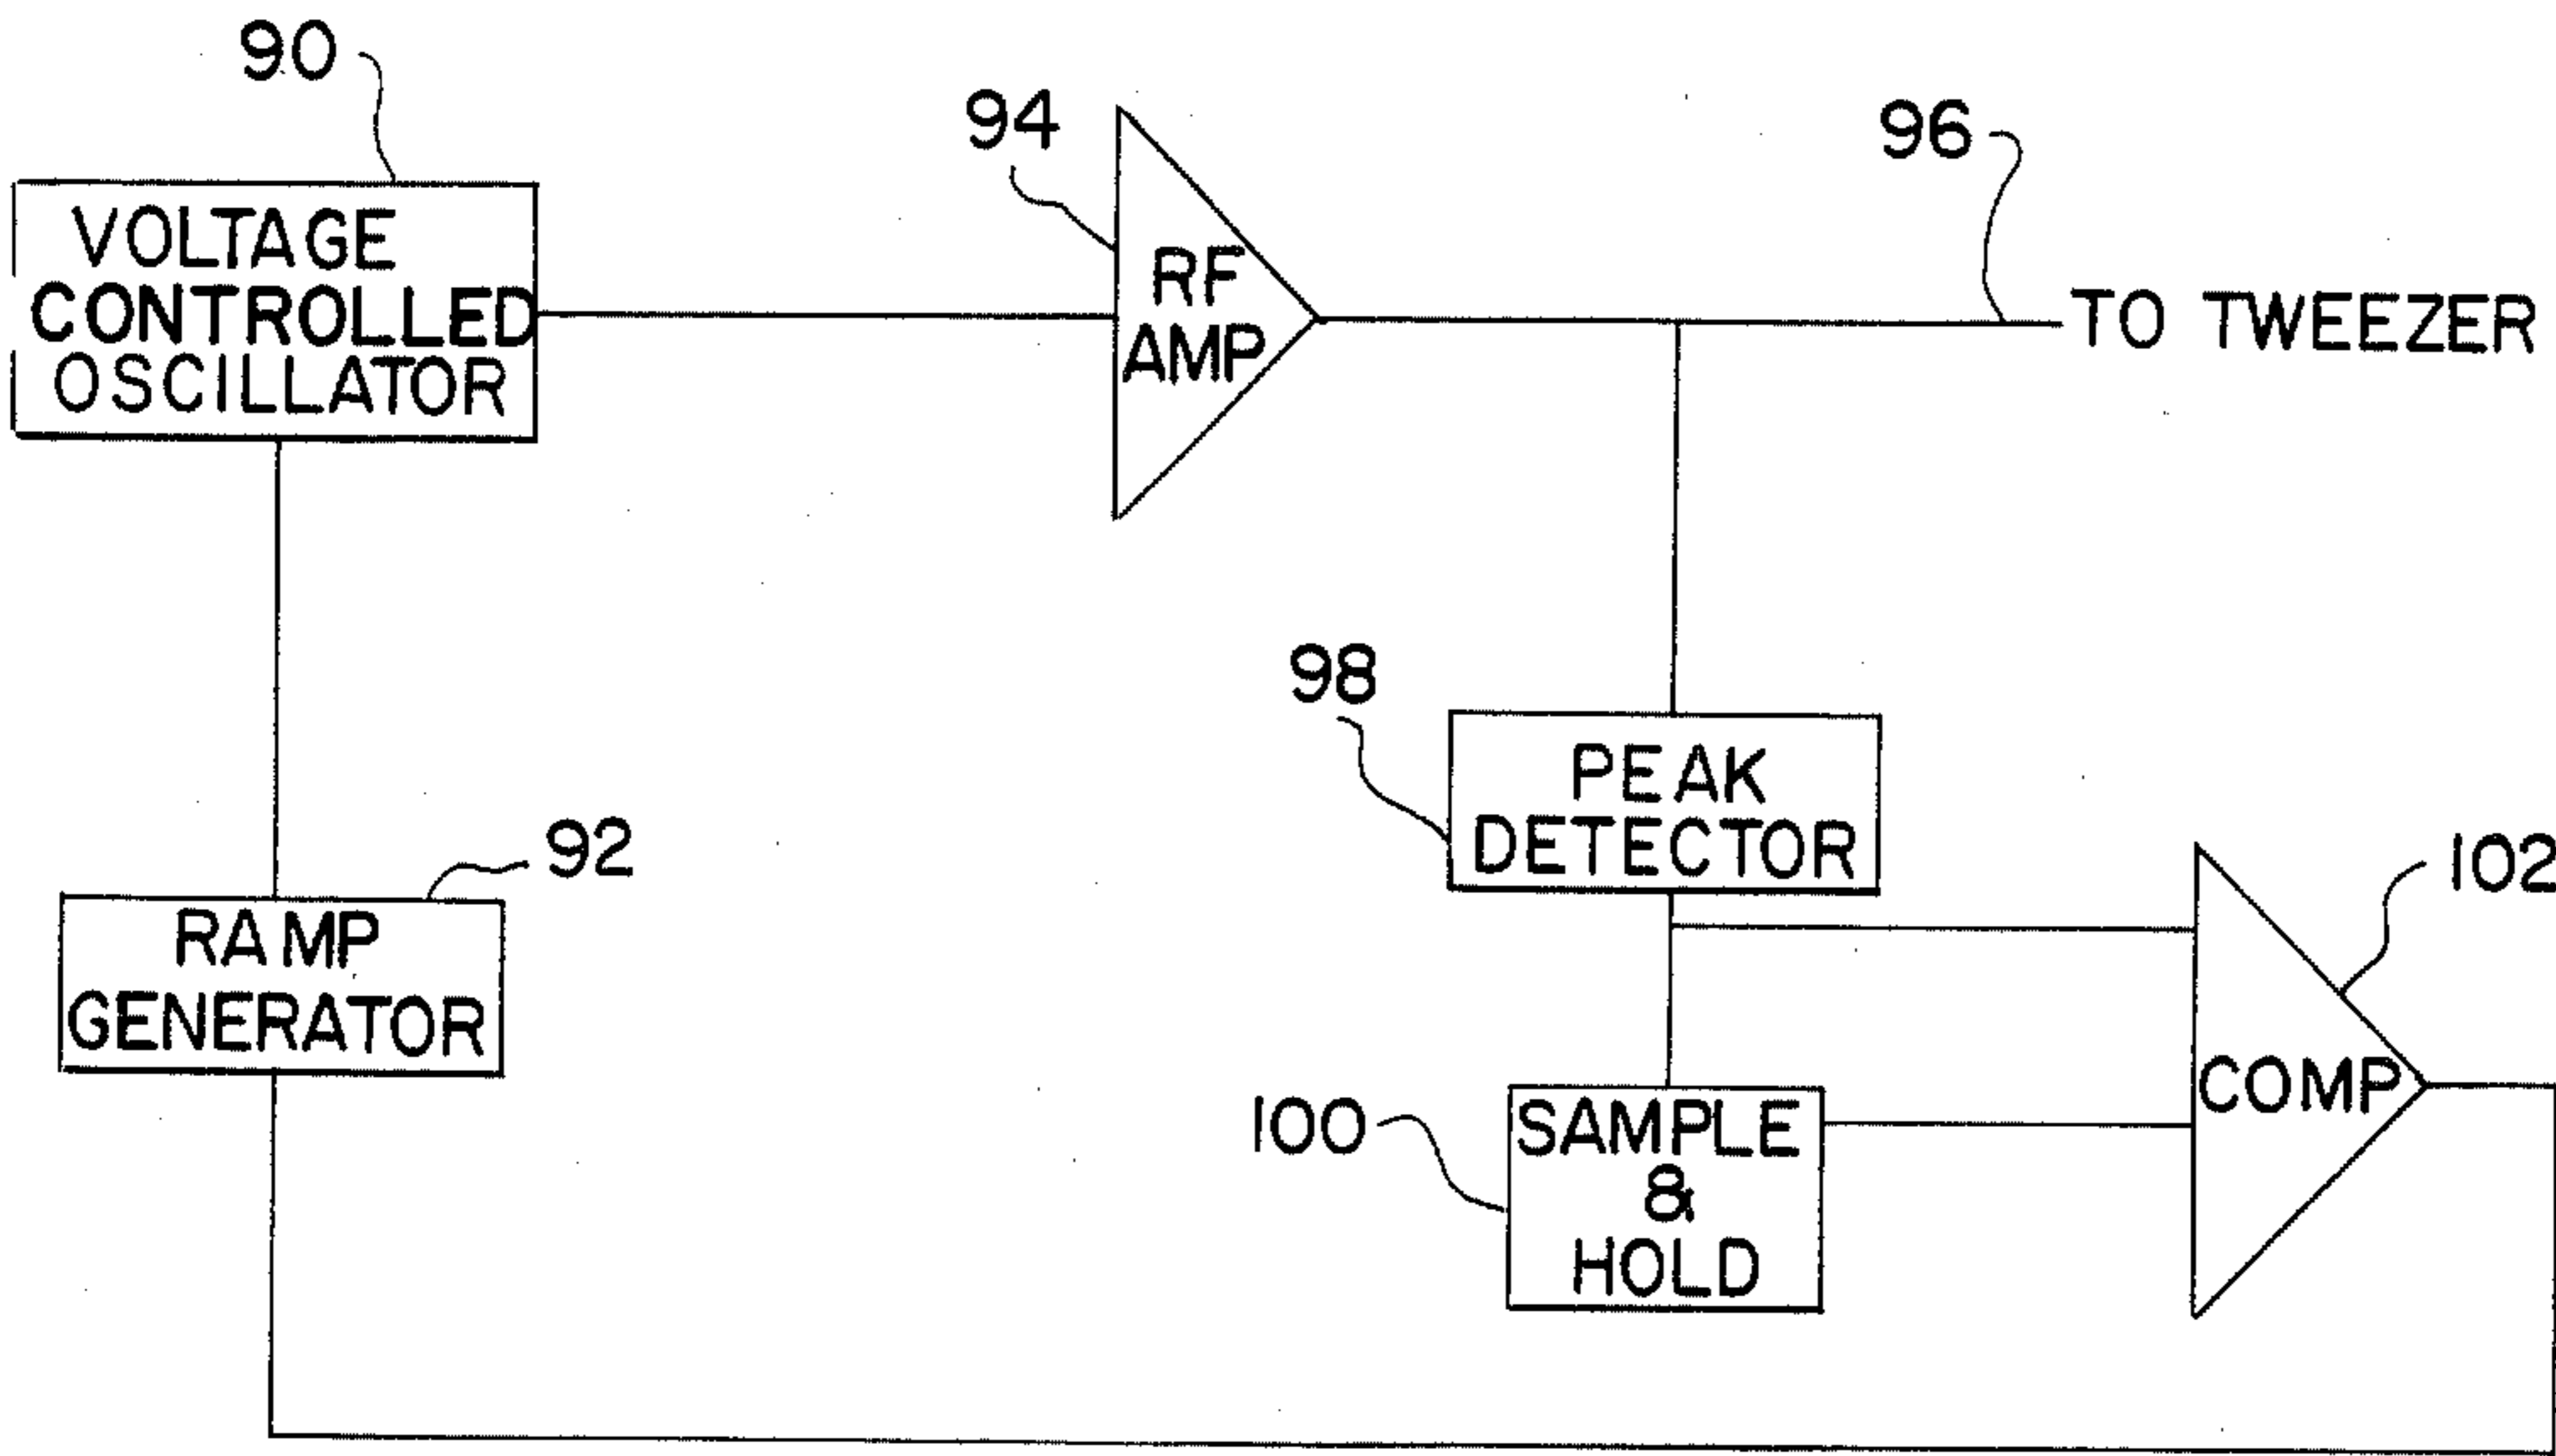 90
94
96
VOLTAGE
CONTROLLED
OSCILLATOR
RF
AMP
TO TWEEZER
98
PEAK
DETECTOR
92
102
RAMP
GENERATOR
100
SAMPLE
&
HOLD
COMP